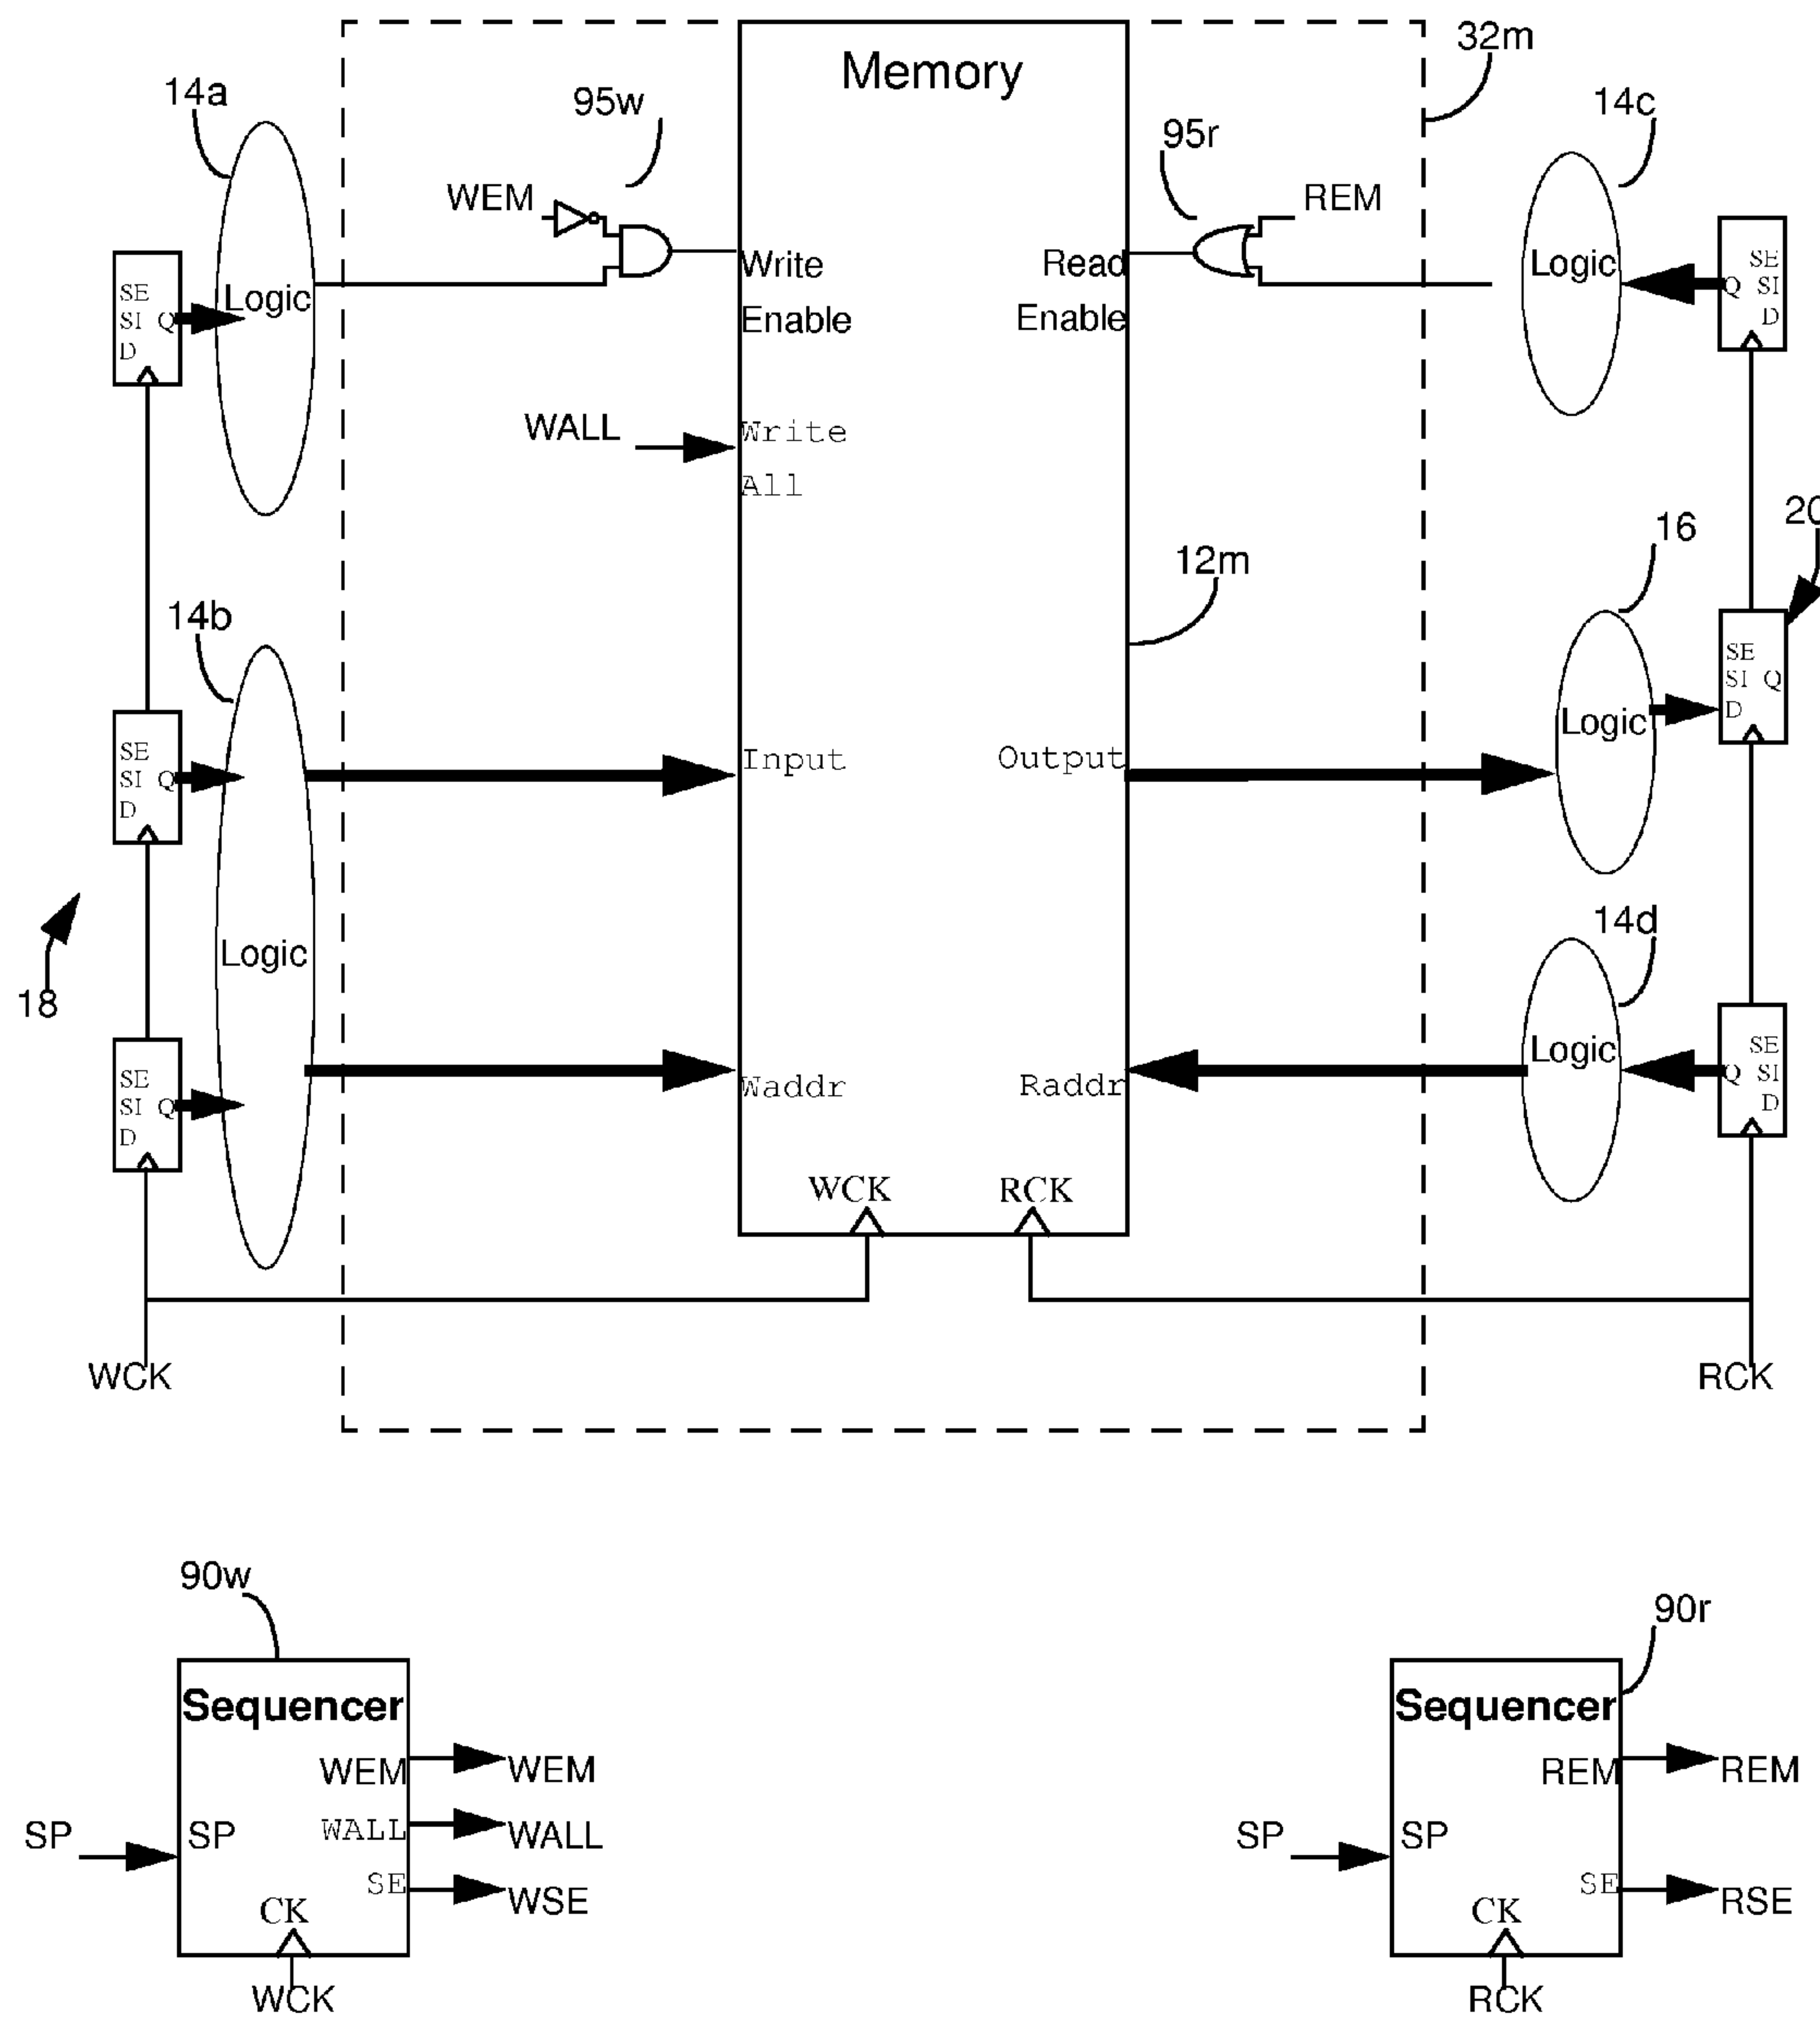 32m
Memory
14a
95w
14c
95r
WEM
REM
SE
SI Q
D
Logic
Write
Enable
Read
Enable
Logic
SE
Q SI
D
WALL
Write
All
16
20
12m
14b
SE
SI Q
D
Logic
SE
SI Q
D
Input
Output
14d
18
Logic
Logic
SE
SI Q
D
Waddr
Raddr
SE
Q SI
D
WCK
RCK
WCK
RCK
90w
90r
Sequencer
WEM
WEM
SP
SP
WALL
WALL
SE
WSE
CK
WCK
Sequencer
REM
REM
SP
SP
SE
RSE
CK
RCK